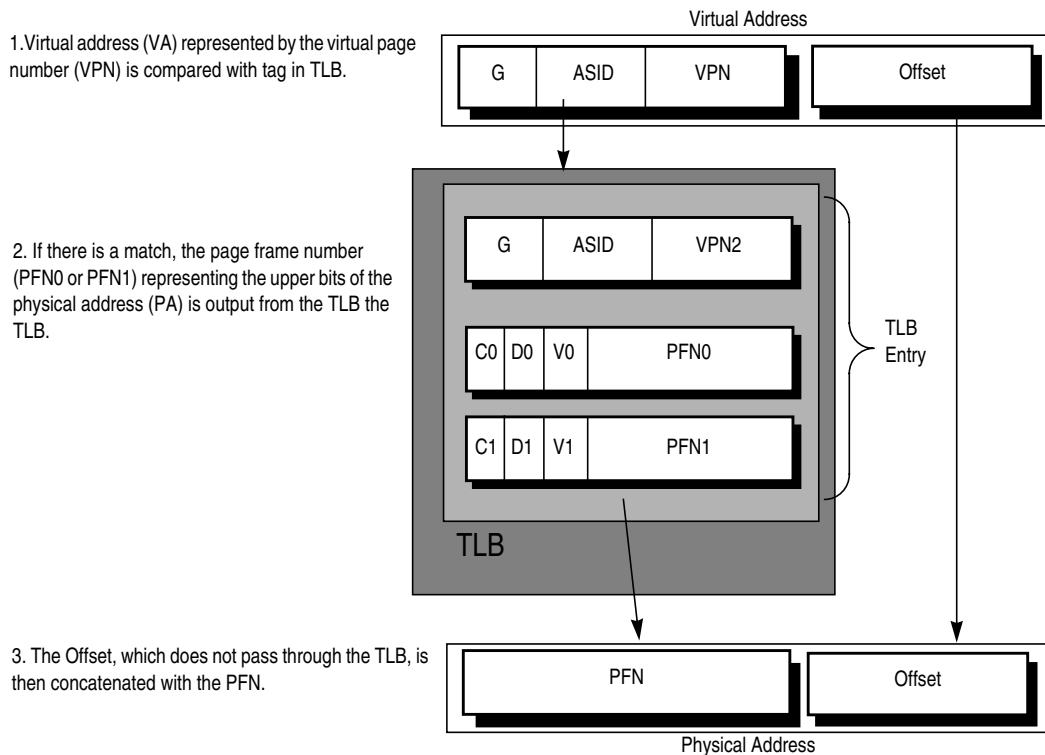 Virtual Address
1.Virtual address (VA) represented by the virtual page
number (VPN) is compared with tag in TLB.
G ASID VPN Offset
2. If there is a match, the page frame number
(PFN0 or PFN1) representing the upper bits of the
physical address (PA) is output from the TLB the
TLB.
G ASID VPN2
C0 D0 V0 PFN0
C1 D1 V1 PFN1
TLB
Entry
TLB
3. The Offset, which does not pass through the TLB, is
then concatenated with the PFN.
PFN Offset
Physical Address